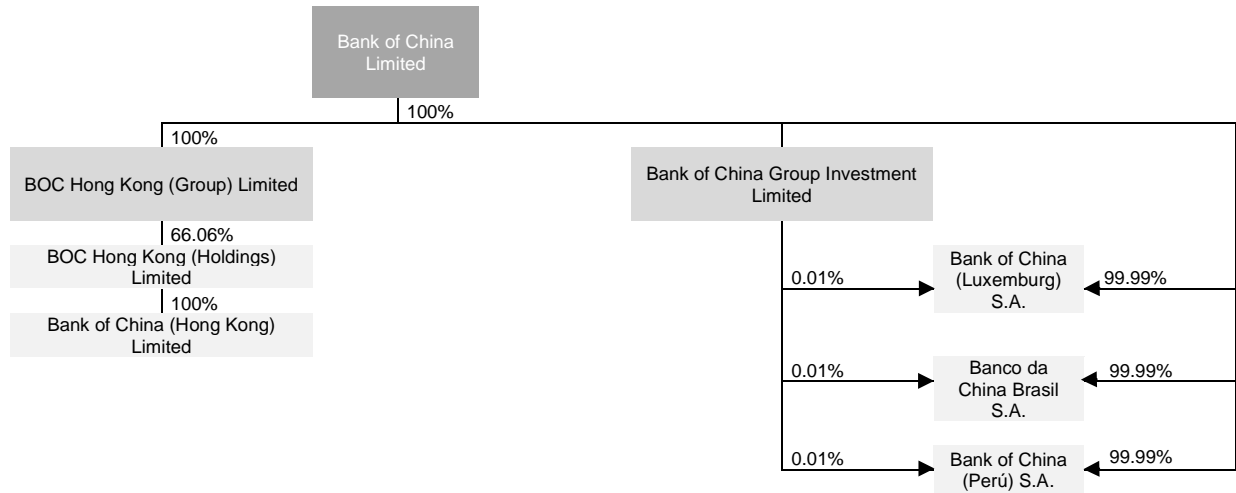 Bank of China
Limited
100%
100%
BOC Hong Kong (Group) Limited
Bank of China Group Investment
Limited
66.06%
BOC Hong Kong (Holdings)
Limited
100%
Bank of China (Hong Kong)
Limited
0.01%
Bank of China
(Luxemburg)
S.A.
99.99%
0.01%
Banco da
China Brasil
S.A.
99.99%
0.01%
Bank of China
(Perú) S.A.
99.99%